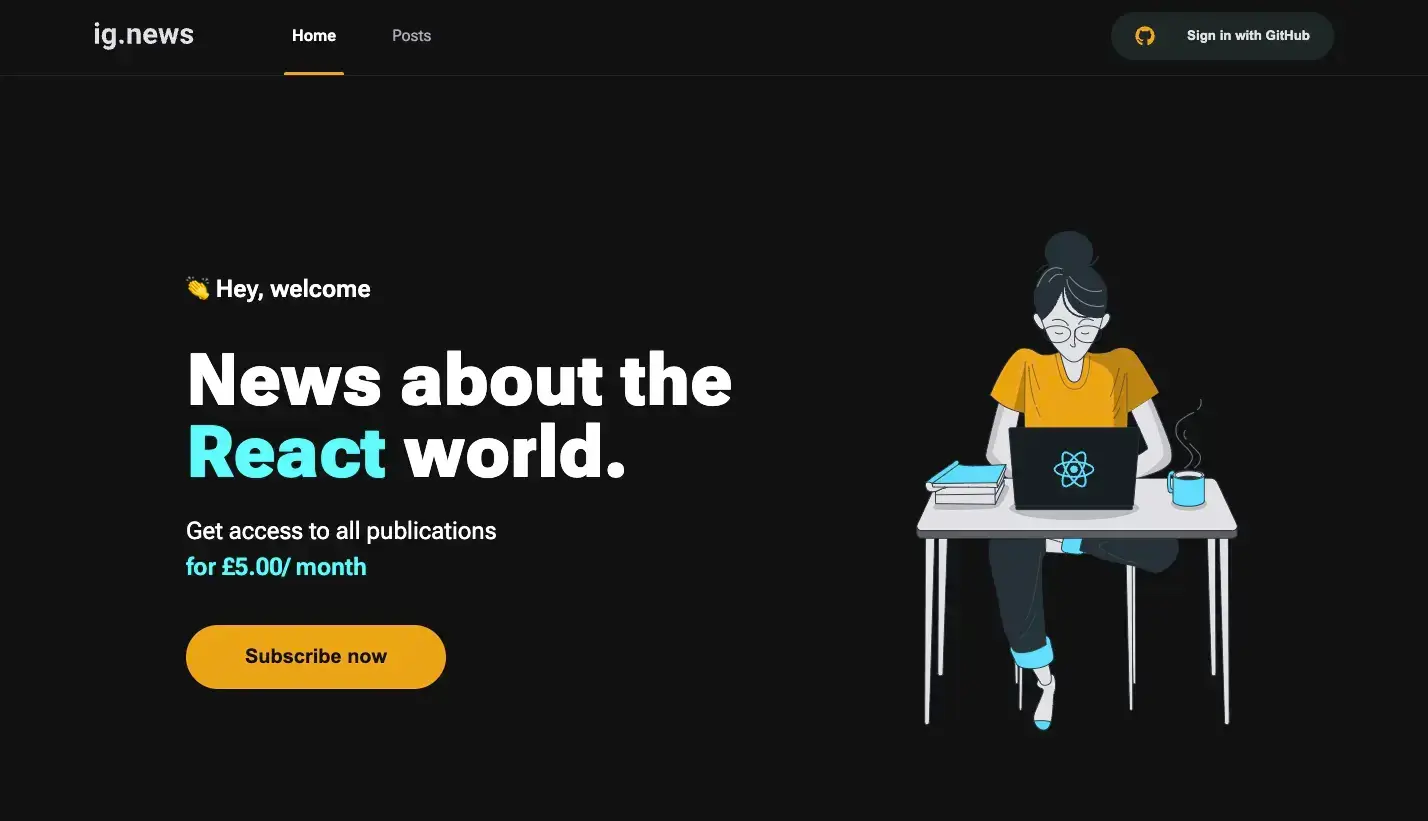 ig.news
Home
Posts
Sign in with GitHub
👏 Hey, welcome
News about the
React world.
Get access to all publications
for £5.00/ month
Subscribe now